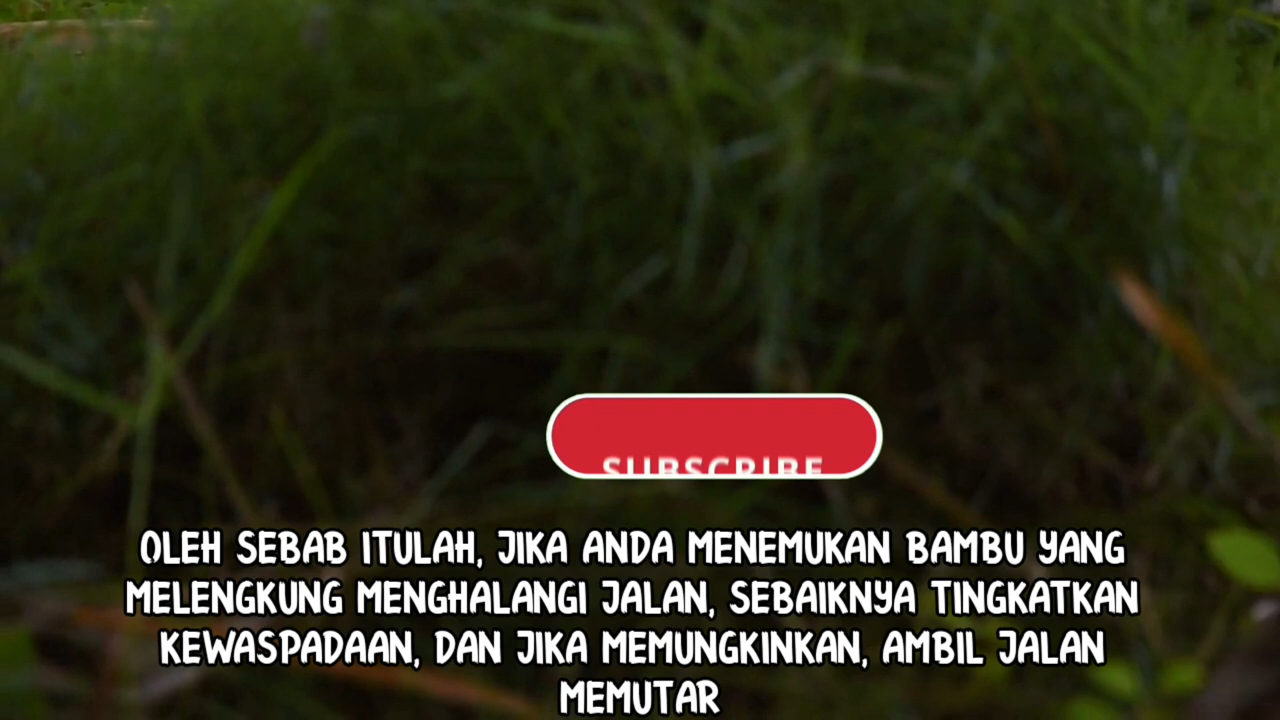 SUBSCRIBE
OLEH SEBAB ITULAH, JIKA ANDA MENEMUKAN BAMBU YANG
MELENGKUNG MENGHALANGI JALAN, SEBAIKNYA TINGKATKAN
KEWASPADAAN, DAN JIKA MEMUNGKINKAN, AMBIL JALAN
MEMUTAR